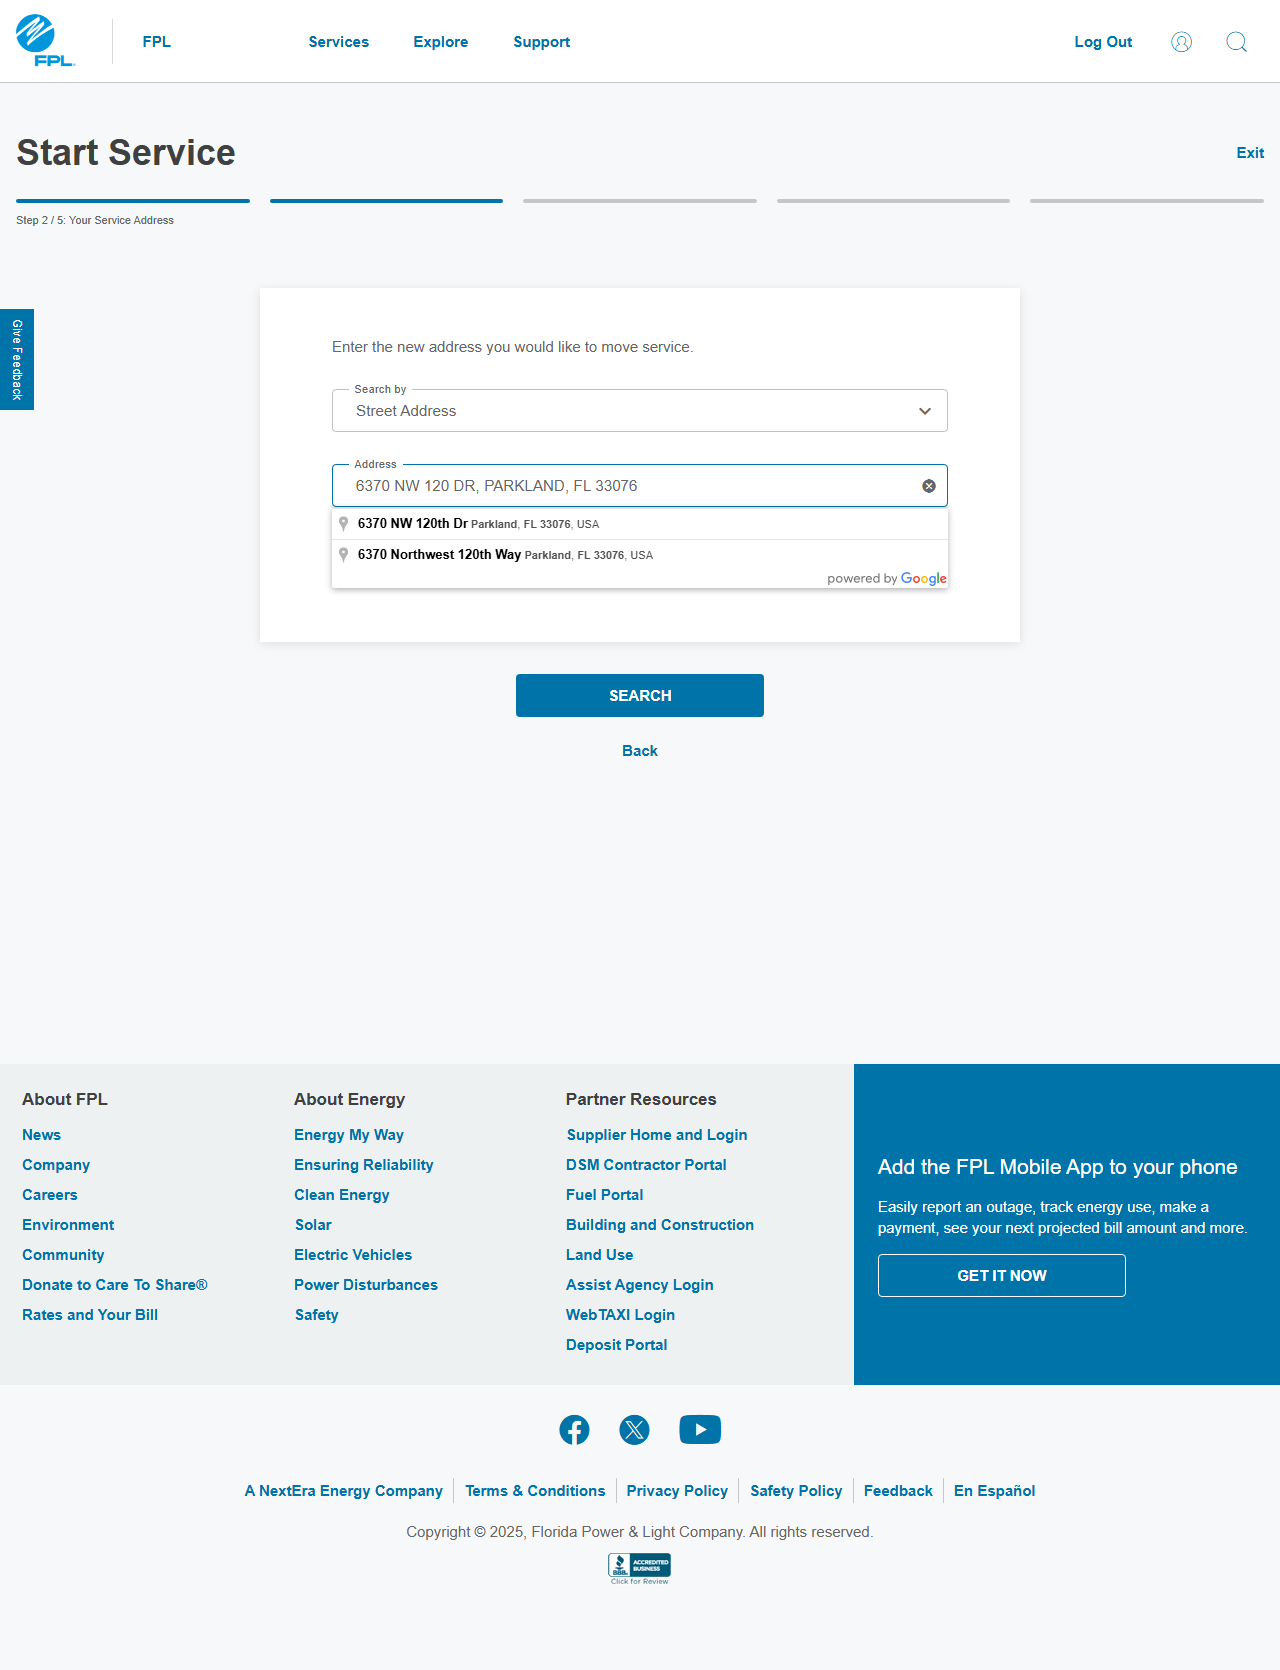 FPL
FPL
Services
Explore
Support
Log Out
Start Service
Exit
Step 2 / 5: Your Service Address
Give Feedback
Enter the new address you would like to move service.
Search by
Street Address
Address
6370 NW 120 DR, PARKLAND, FL 33076
6370 NW 120th Dr Parkland, FL 33076, USA
6370 Northwest 120th Way Parkland, FL 33076, USA
powered by Google
SEARCH
Back
About FPL
News
Company
Careers
Environment
Community
Donate to Care To Share®
Rates and Your Bill
About Energy
Energy My Way
Ensuring Reliability
Clean Energy
Solar
Electric Vehicles
Power Disturbances
Safety
Partner Resources
Supplier Home and Login
DSM Contractor Portal
Fuel Portal
Building and Construction
Land Use
Assist Agency Login
WebTAXI Login
Deposit Portal
Add the FPL Mobile App to your phone
Easily report an outage, track energy use, make a
payment, see your next projected bill amount and more.
GET IT NOW
A NextEra Energy Company
Terms & Conditions
Privacy Policy
Safety Policy
Feedback
En Español
Copyright © 2025, Florida Power & Light Company. All rights reserved.
BBB.
ACCREDITED
BUSINESS
Click for Review